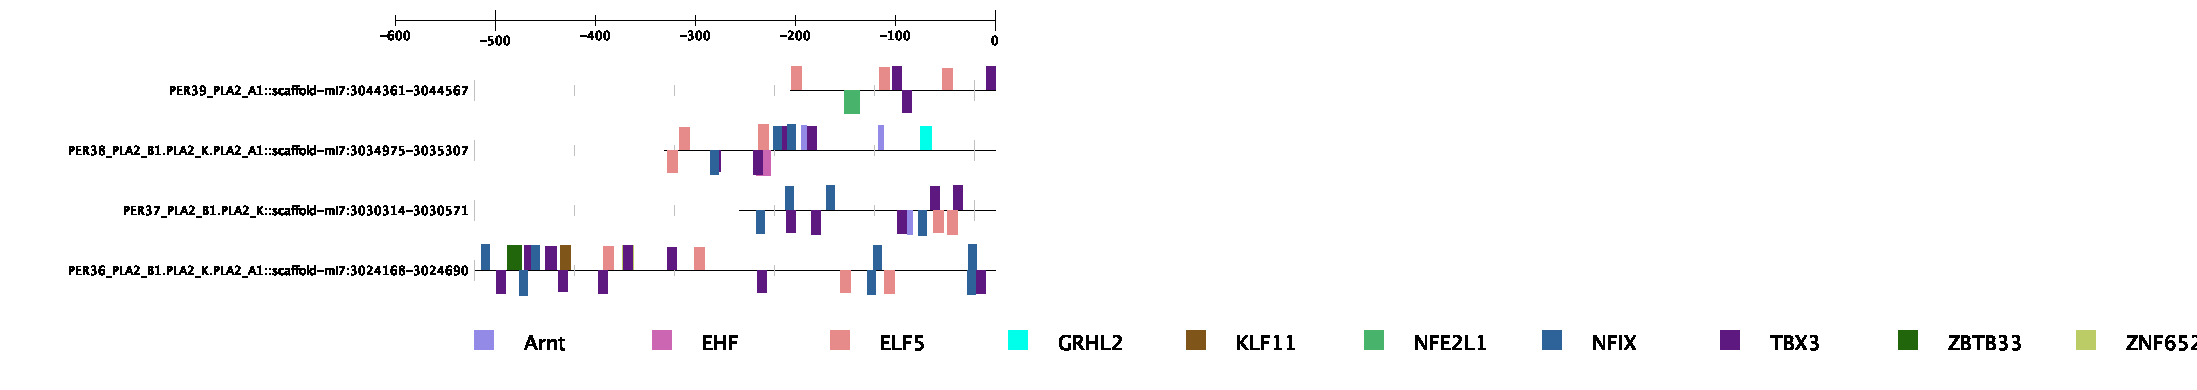 -600 -500 -400 -300 -200 -100 0
PER39_PLA2_A1::scaffold-mi7:3044361-3044567
PER38_PLA2_B1.PLA2_K.PLA2_A1::scaffold-mi7:3034975-3035307
PER37_PLA2_B1.PLA2_K::scaffold-mi7:3030314-3030571
PER36_PLA2_B1.PLA2_K.PLA2_A1::scaffold-mi7:3024168-3024690
Arnt EHF ELF5 GRHL2 KLF11 NFE2L1 NFIX TBX3 ZBTB33 ZNF652